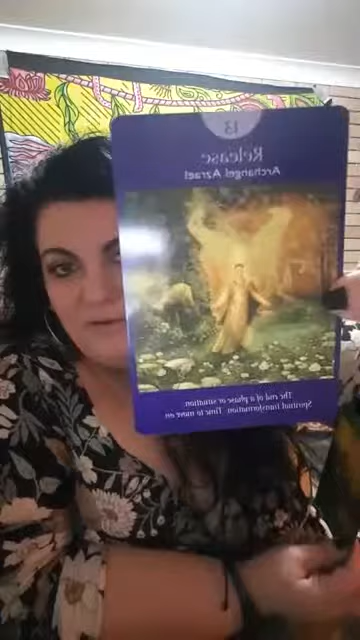 13
Release
Archangel Azrael
The end of a phase or situation
Spiritual transformation Time to move on